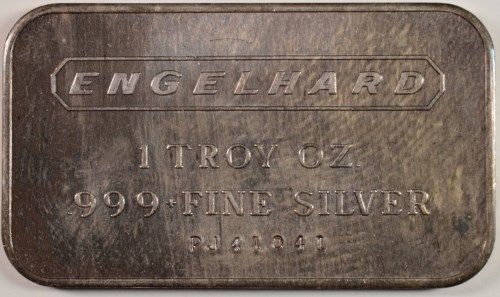 ENGELHARD
1 TROY OZ.
.999+FINE SILVER
PJ41041